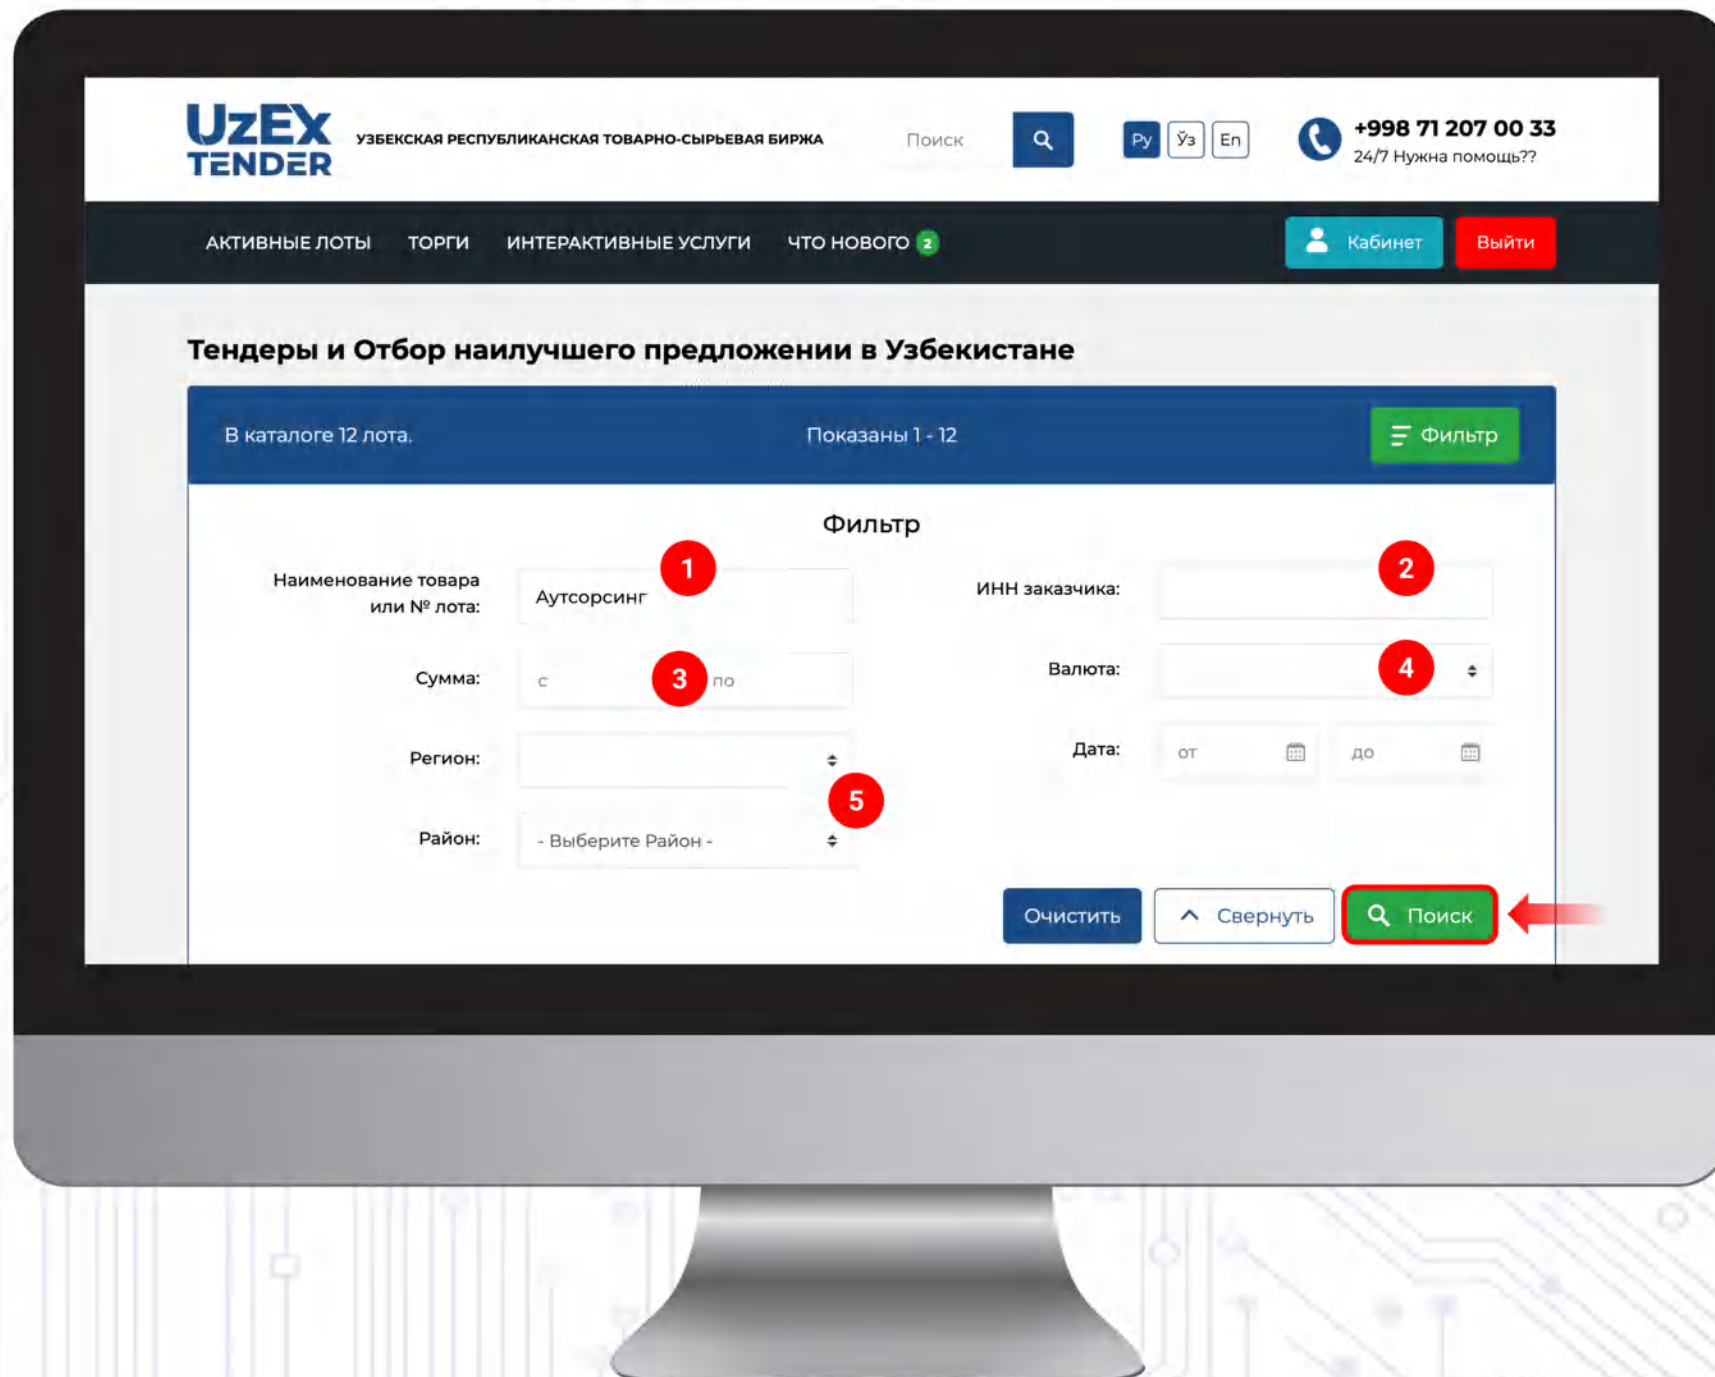 UzEX
TENDER
УЗБЕКСКАЯ РЕСПУБЛИКАНСКАЯ ТОВАРНО-СЫРЬЕВАЯ БИРЖА
Поиск
Ру Ўз En
+998 71 207 00 33
24/7 Нужна помощь??
АКТИВНЫЕ ЛОТЫ ТОРГИ ИНТЕРАКТИВНЫЕ УСЛУГИ ЧТО НОВОГО 2
Кабинет Выйти
Тендеры и Отбор наилучшего предложении в Узбекистане
В каталоге 12 лота. Показаны 1 - 12 Фильтр
Фильтр
Наименование товара
или № лота:
Аутсорсинг 1
ИНН заказчика: 2
Сумма: с 3 по
Валюта: 4
Регион:
Дата: от до
5
Район: - Выберите Район -
Очистить Свернуть Поиск